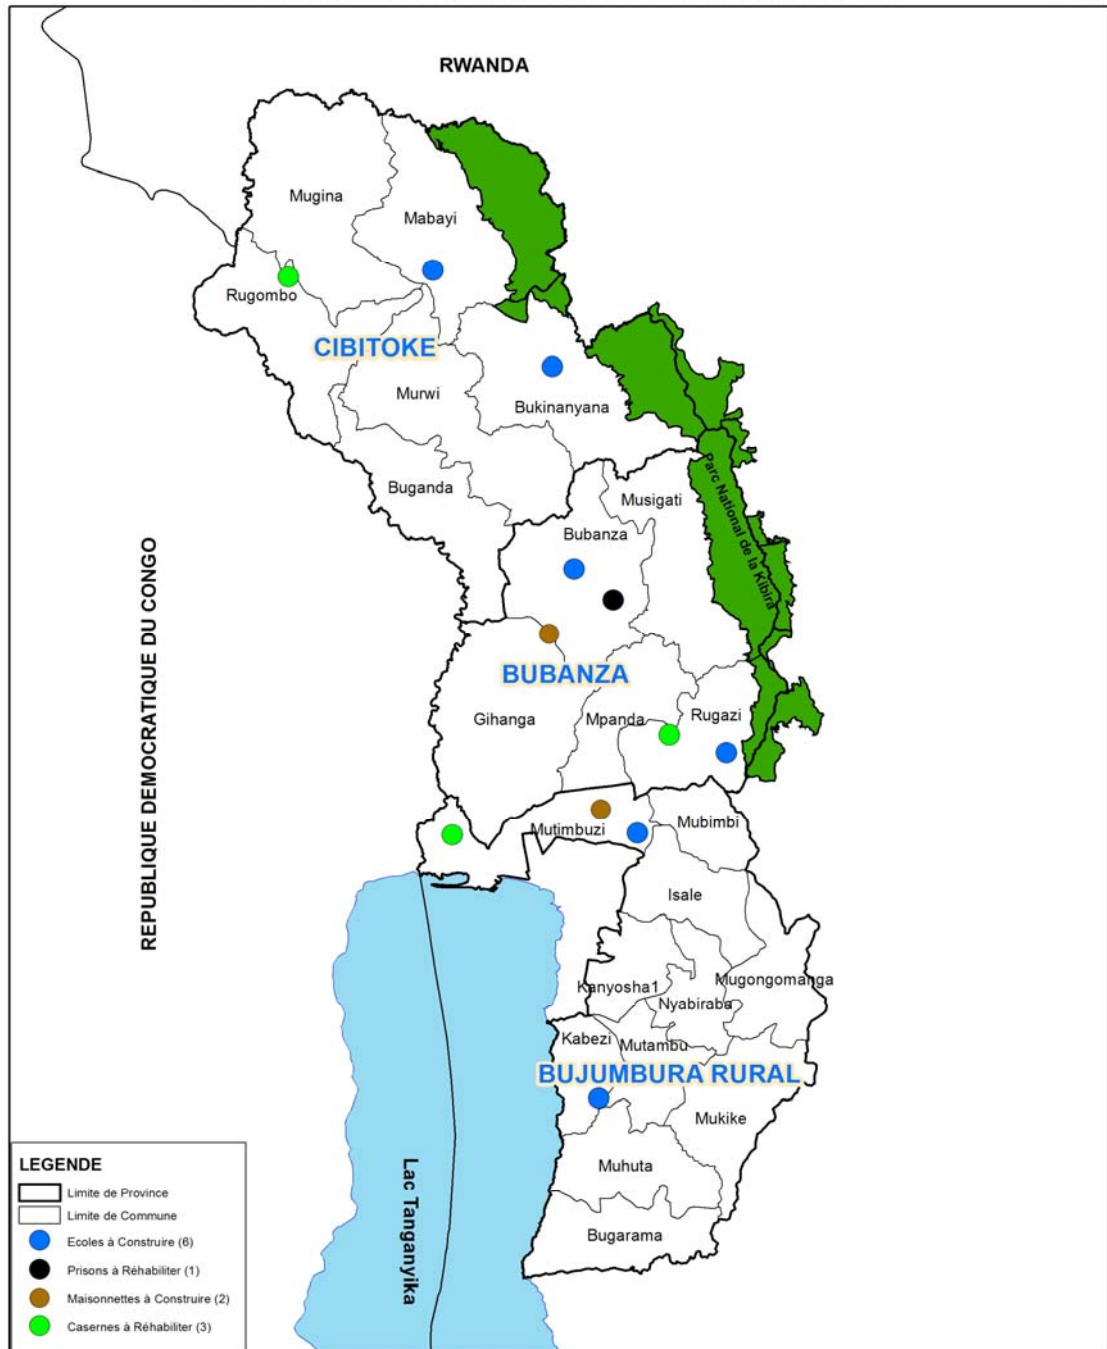 RWANDA
Mugina
Mabayi
Rugombo
CIBITOKE
Murwi
Bukinanyana
Buganda
Musigati
Bubanza
Parc National de la Kibira
REPUBLIQUE DEMOCRATIQUE DU CONGO
BUBANZA
Gihanga
Mpanda
Rugazi
Mutimbuzi
Mubimbi
Isale
Kanyosha1
Mugongomanga
Nyabiraba
Kabezi
Mutambu
BUJUMBURA RURAL
Mukike
Muhuta
Bugarama
Lac Tanganyika
LEGENDE
Limite de Province
Limite de Commune
Ecoles à Construire (6)
Prisons à Réhabiliter (1)
Maisonnettes à Construire (2)
Casernes à Réhabiliter (3)